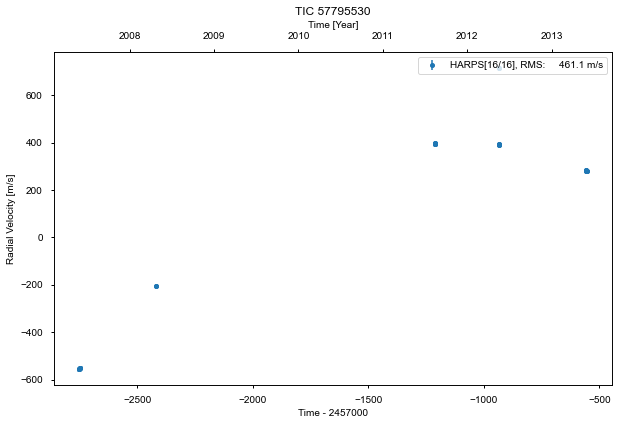 TIC 57795530
Time [Year]
2008 2009 2010 2011 2012 2013
HARPS[16/16], RMS: 461.1 m/s
Radial Velocity [m/s]
600
400
200
0
−200
−400
−600
−2500 −2000 −1500 −1000 −500
Time - 2457000